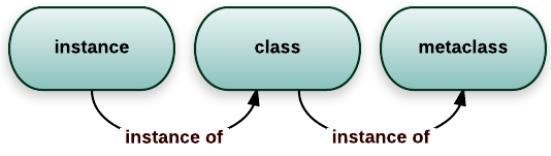 instance
class
metaclass
instance of
instance of